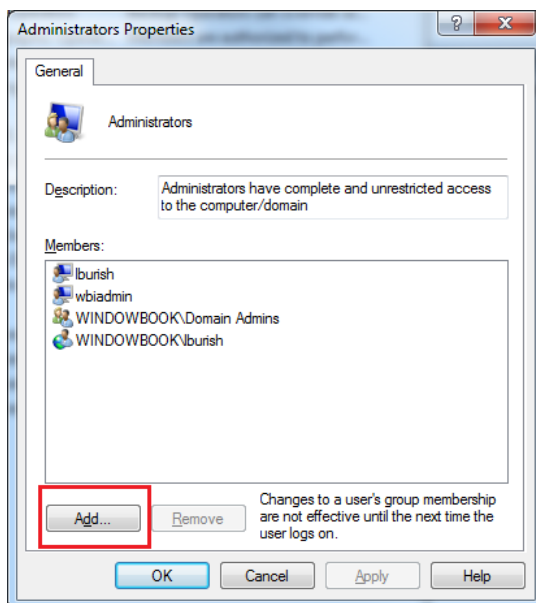 Administrators Properties
General
Administrators
Description:
Administrators have complete and unrestricted access
to the computer/domain
Members:
lburish
wbiadmin
WINDOWBOOK\Domain Admins
WINDOWBOOK\lburish
Add...
Remove
Changes to a user's group membership
are not effective until the next time the
user logs on.
OK
Cancel
Apply
Help